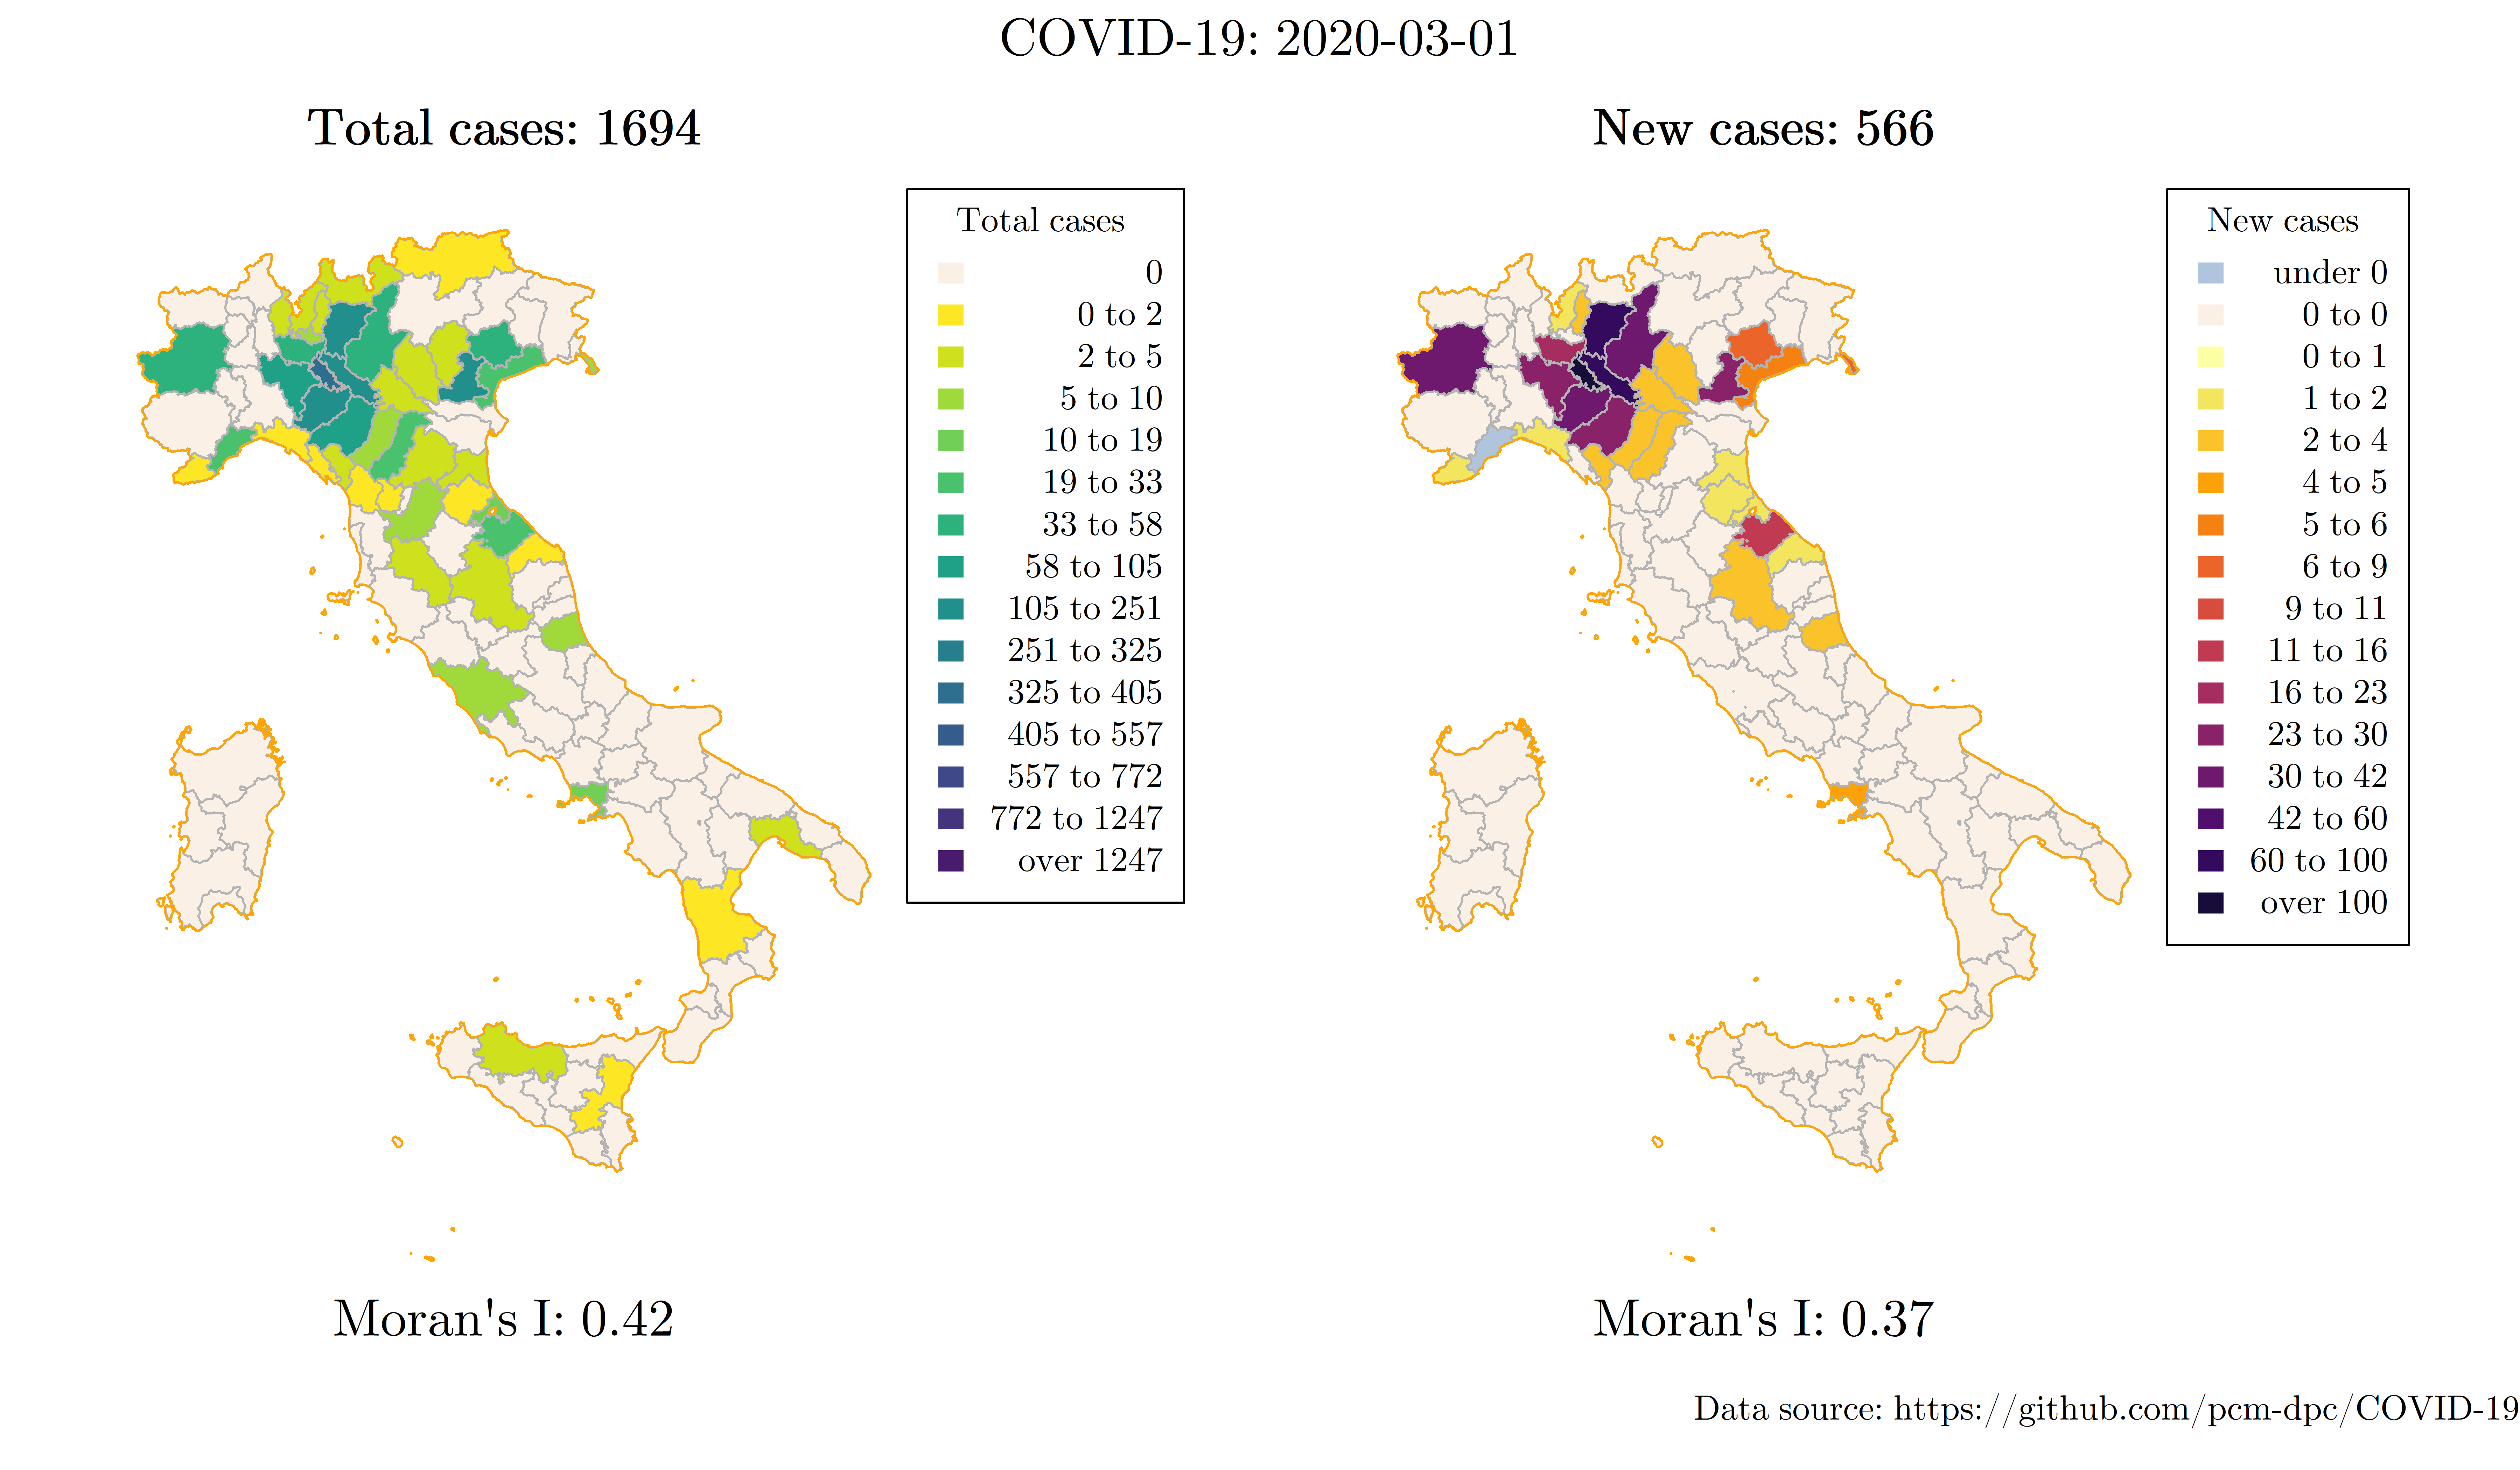 COVID-19: 2020-03-01
Total cases: 1694
Total cases
0
0 to 2
2 to 5
5 to 10
10 to 19
19 to 33
33 to 58
58 to 105
105 to 251
251 to 325
325 to 405
405 to 557
557 to 772
772 to 1247
over 1247
Moran's I: 0.42
New cases: 566
New cases
under 0
0 to 0
0 to 1
1 to 2
2 to 4
4 to 5
5 to 6
6 to 9
9 to 11
11 to 16
16 to 23
23 to 30
30 to 42
42 to 60
60 to 100
over 100
Moran's I: 0.37
Data source: https://github.com/pcm-dpc/COVID-19